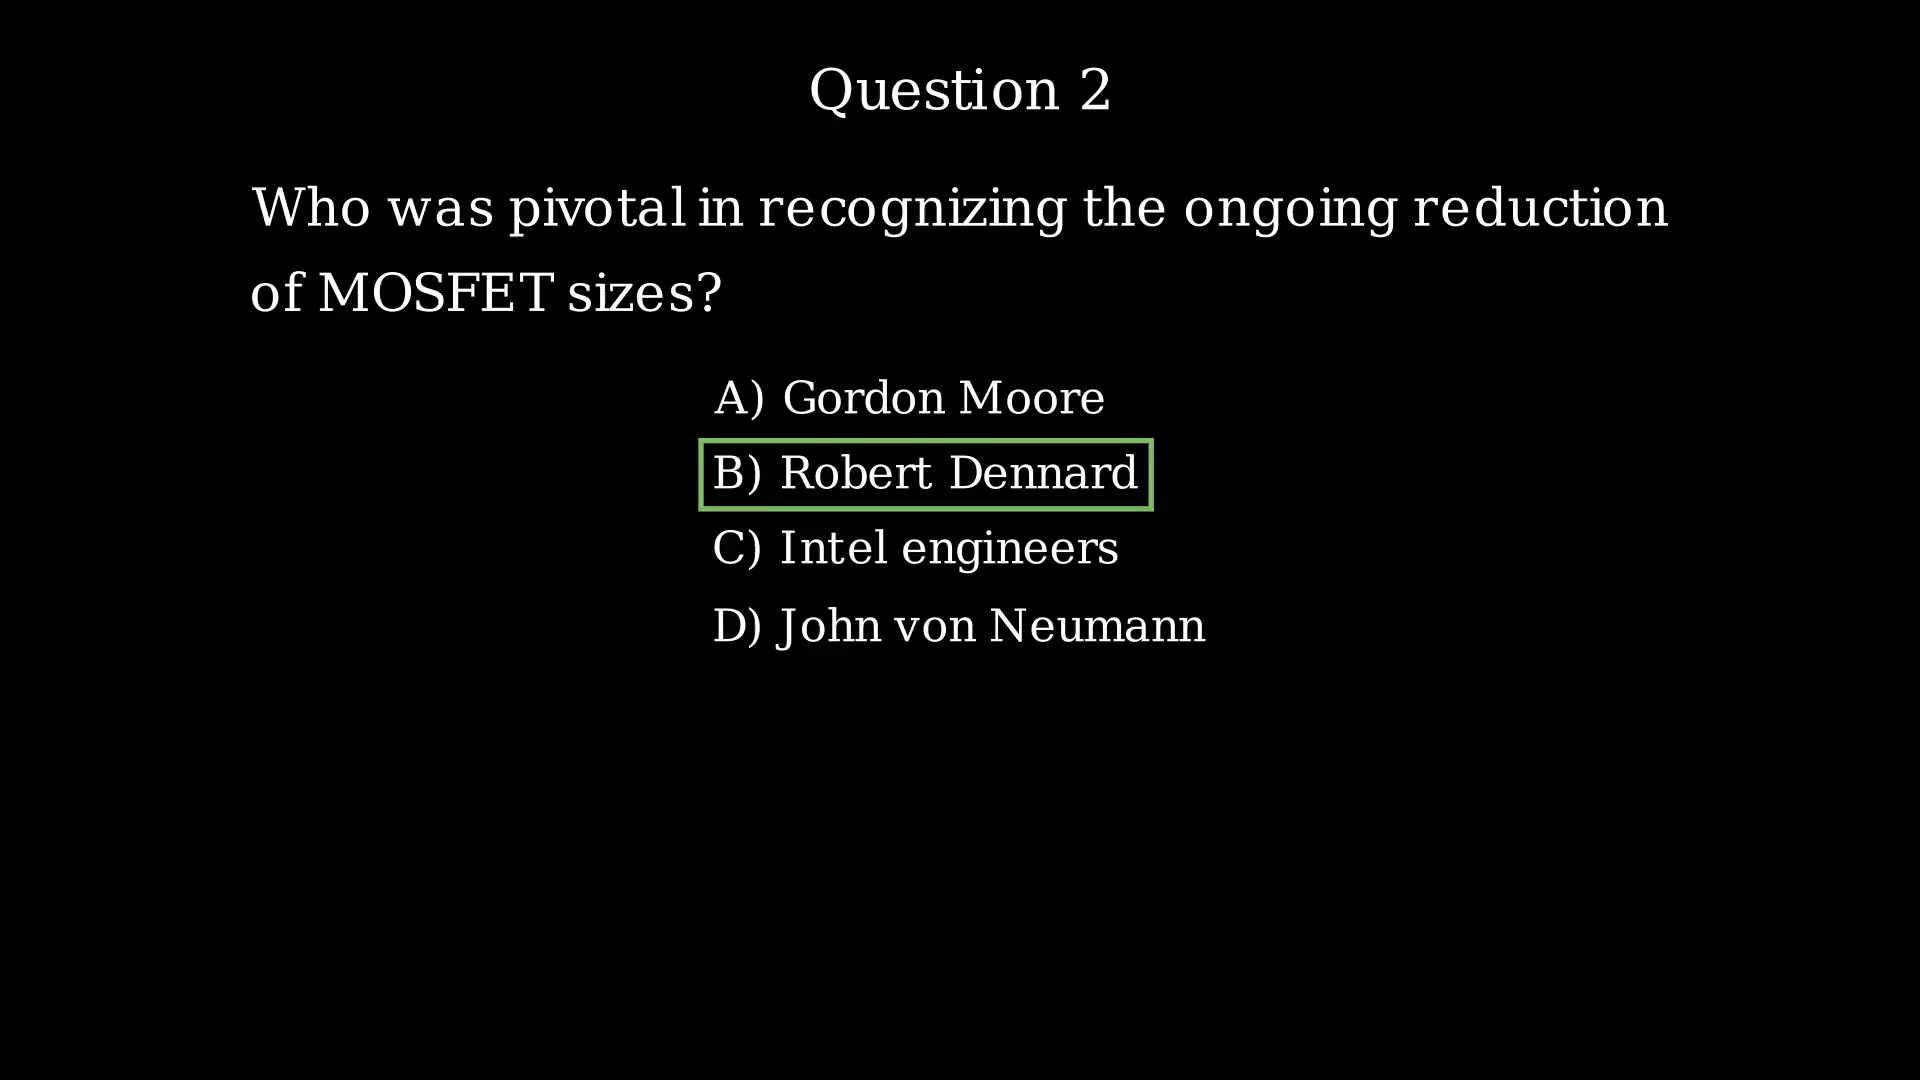 Question 2
Who was pivotal in recognizing the ongoing reduction
of MOSFET sizes?
A) Gordon Moore
B) Robert Dennard
C) Intel engineers
D) John von Neumann